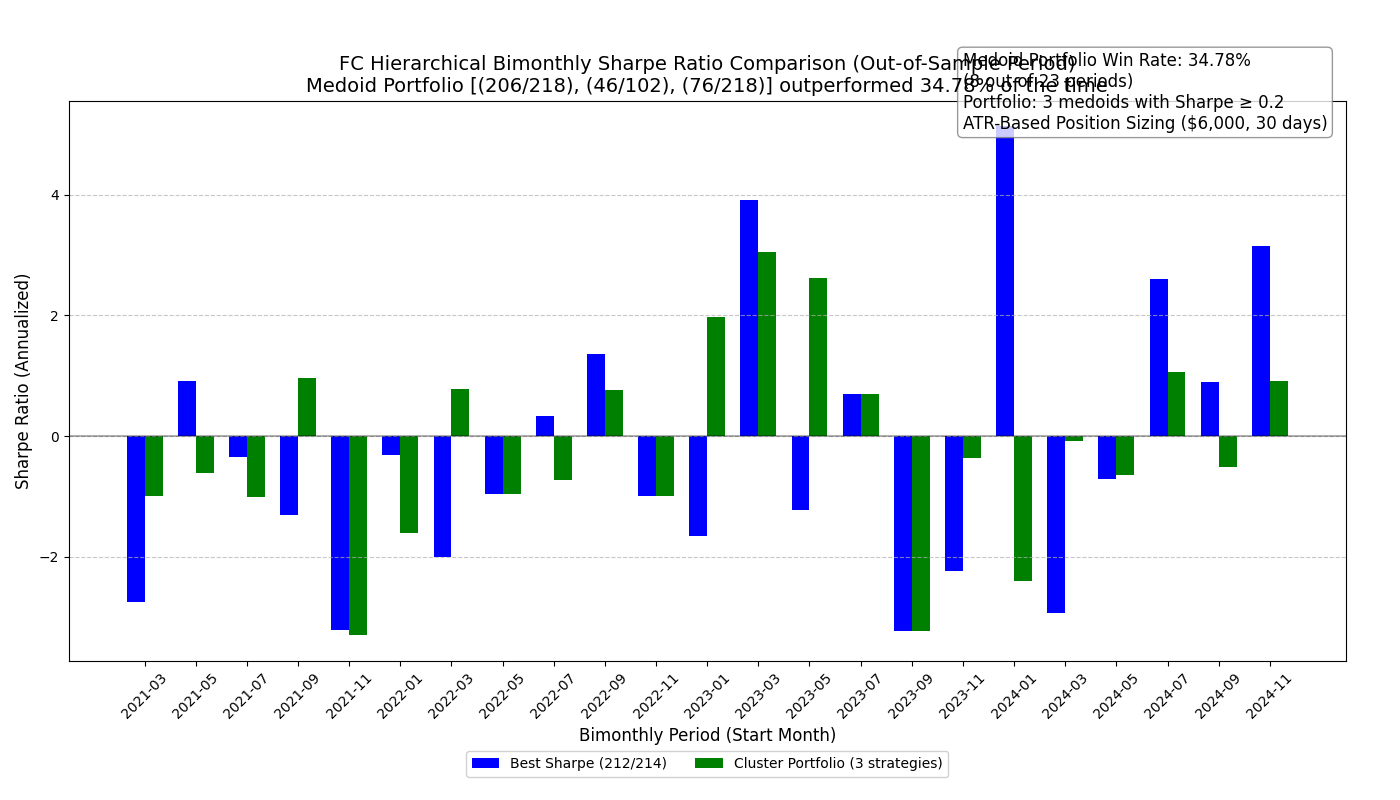 FC Hierarchical Bimonthly Sharpe Ratio Comparison (Out-of-Sample Period)
Medoid Portfolio [(206/218), (46/102), (76/218)] outperformed 34.78% of the time
Medoid Portfolio Win Rate: 34.78%
(8 out of 23 periods)
Portfolio: 3 medoids with Sharpe ≥ 0.2
ATR-Based Position Sizing ($6,000, 30 days)
Sharpe Ratio (Annualized)
4
2
0
−2
2021-03
2021-05
2021-07
2021-09
2021-11
2022-01
2022-03
2022-05
2022-07
2022-09
2022-11
2023-01
2023-03
2023-05
2023-07
2023-09
2023-11
2024-01
2024-03
2024-05
2024-07
2024-09
2024-11
Bimonthly Period (Start Month)
Best Sharpe (212/214)
Cluster Portfolio (3 strategies)